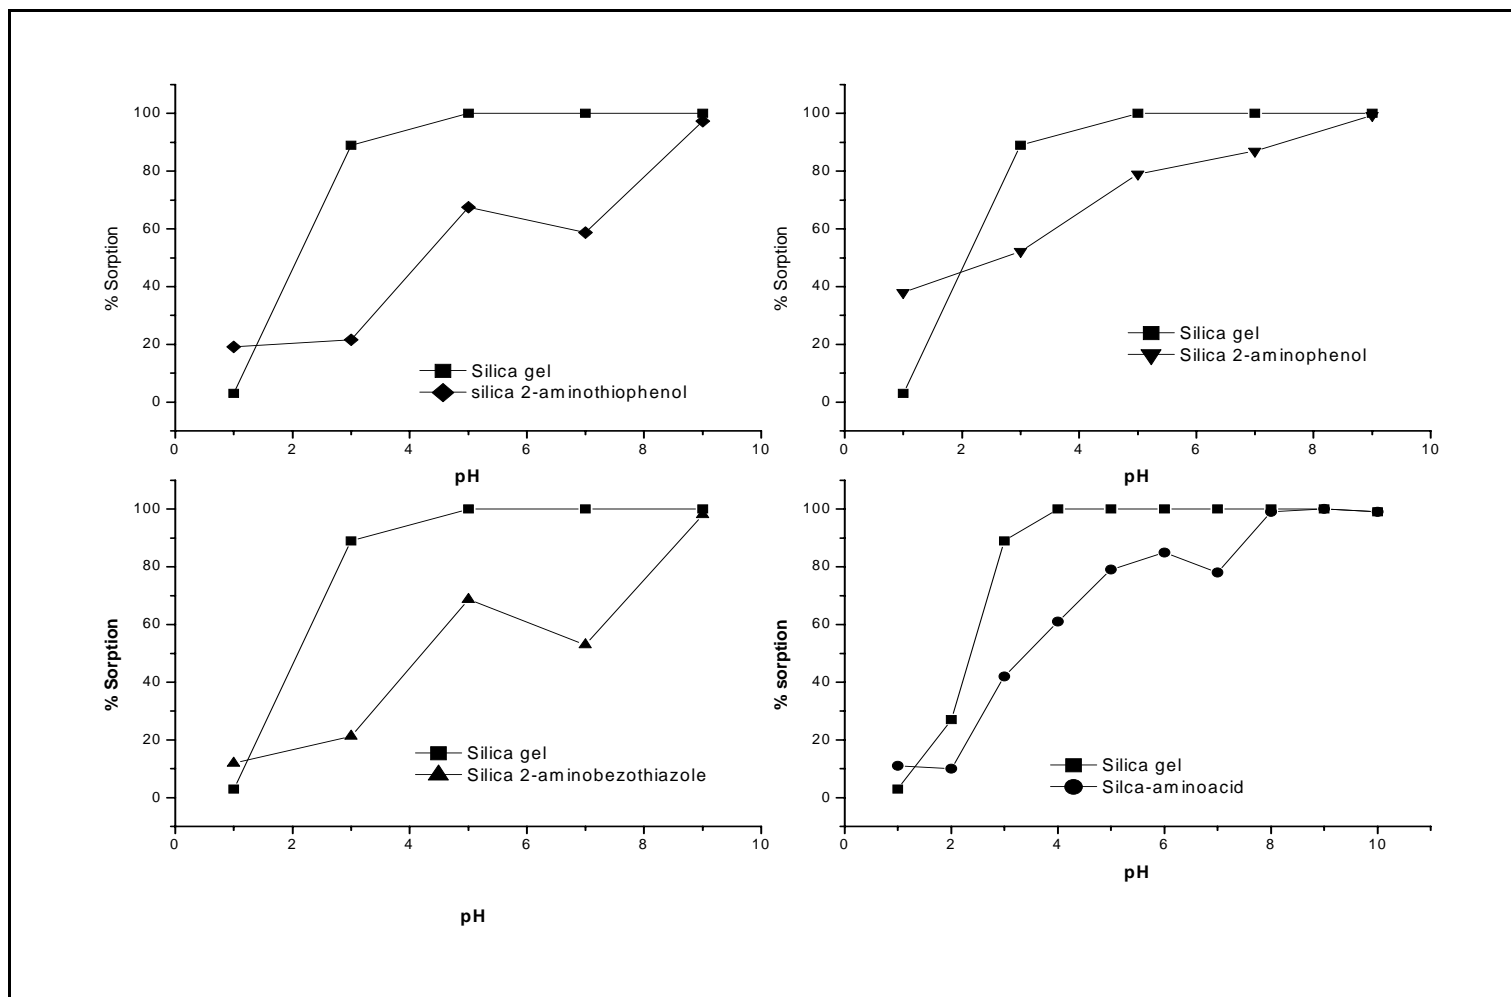 100
80
60
40
20
0
% Sorption
Silica gel
silica 2-aminothiophenol
0 2 4 6 8 10
pH
100
80
60
40
20
0
% Sorption
Silica gel
Silica 2-aminophenol
0 2 4 6 8 10
pH
100
80
60
40
20
0
% Sorption
Silica gel
Silica 2-aminobezothiazole
0 2 4 6 8 10
pH
100
80
60
40
20
0
% sorption
Silica gel
Silca-aminoacid
0 2 4 6 8 10
pH